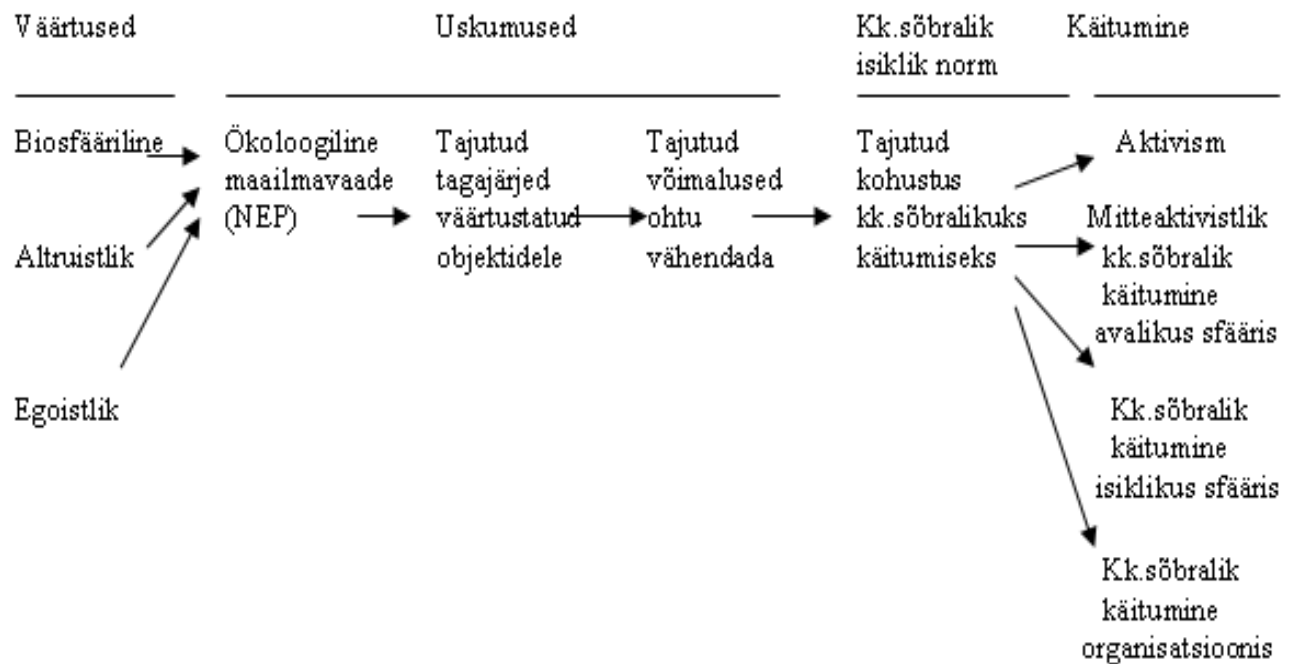 Väärtused
Uskumused
Kk.sõbralik
isiklik norm
Käitumine
Biosfääriline
Altruistlik
Egoistlik
Ökoloogiline
maailmavaade
(NEP)
Tajutud
tagajärjed
väärtustatud
objektidele
Tajutud
võimalused
ohtu
vähendada
Tajutud
kohustus
kk.sõbralikuks
käitumiseks
Aktivism
Mitteaktivistlik
kk.sõbralik
käitumine
avalikus sfääris
Kk.sõbralik
käitumine
isiklikus sfääris
Kk.sõbralik
käitumine
organisatsioonis